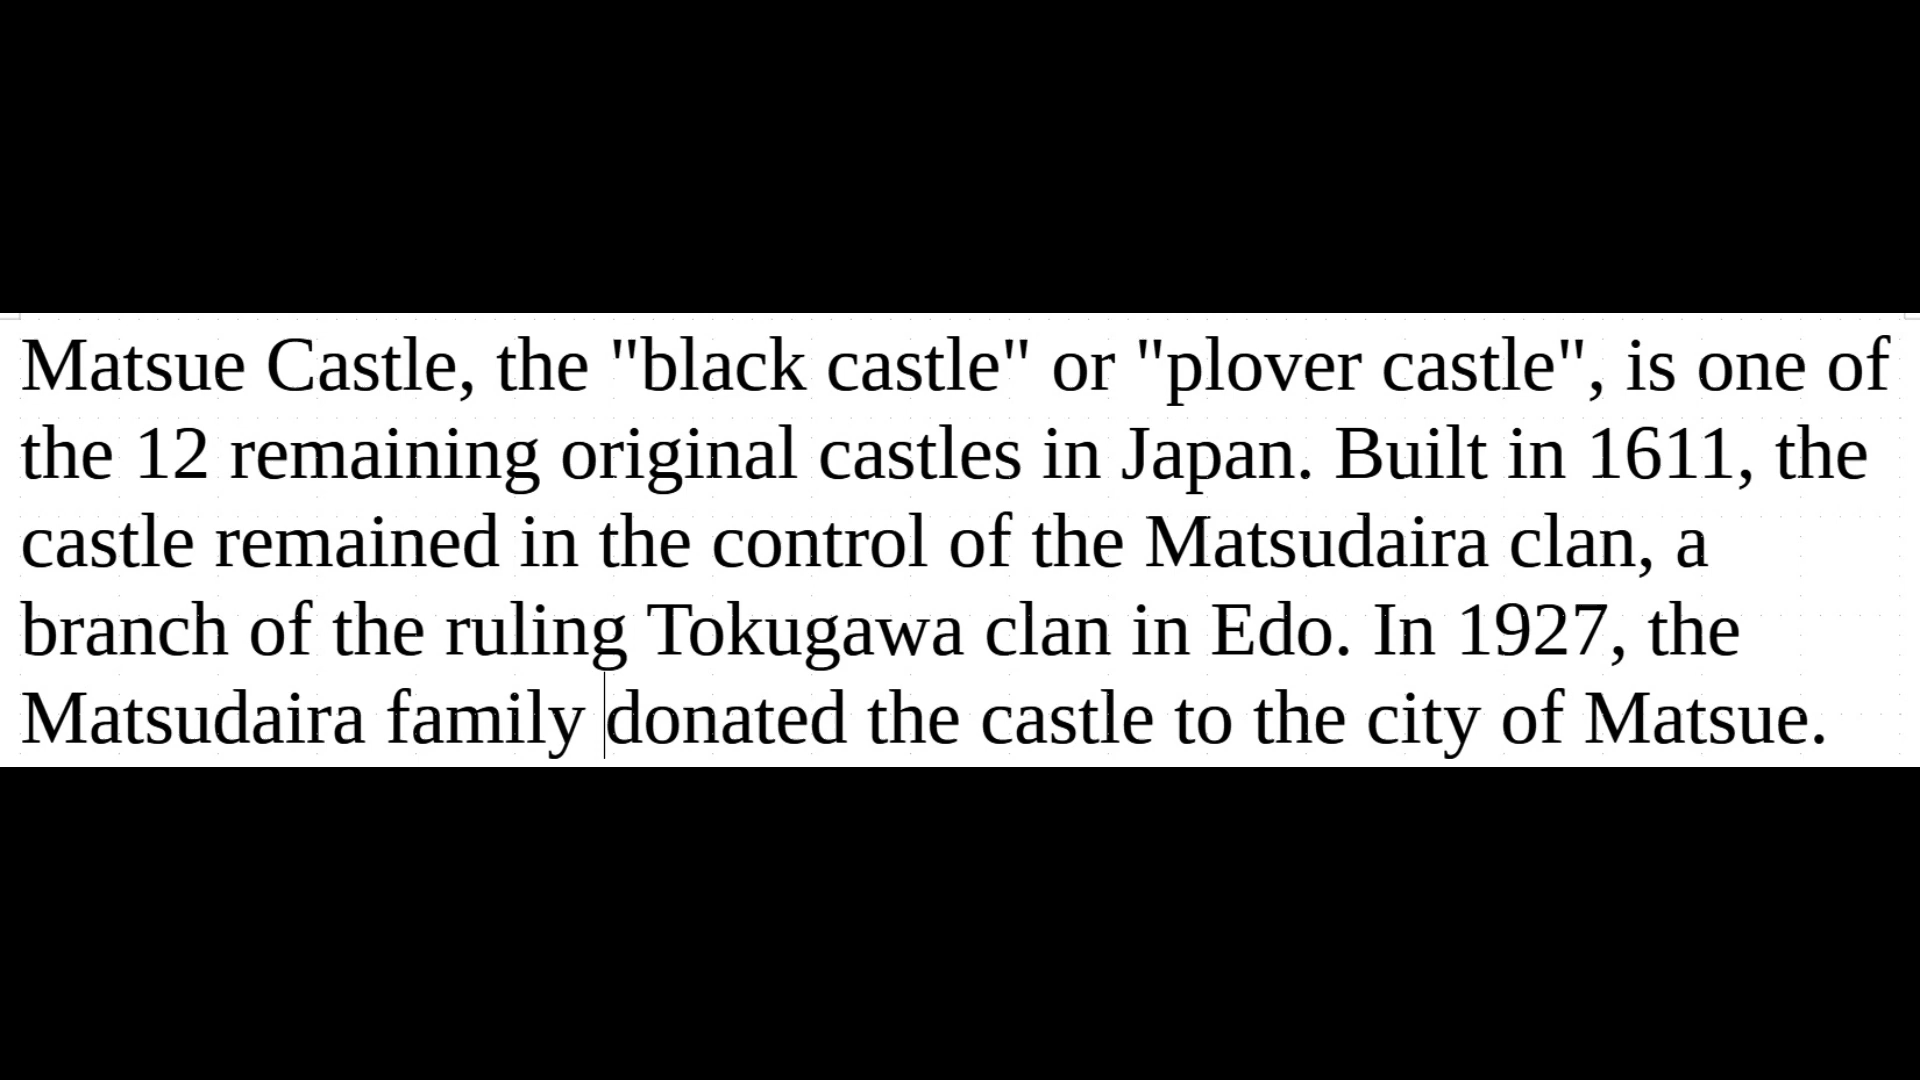 Matsue Castle, the "black castle" or "plover castle", is one of
the 12 remaining original castles in Japan. Built in 1611, the
castle remained in the control of the Matsudaira clan, a
branch of the ruling Tokugawa clan in Edo. In 1927, the
Matsudaira family donated the castle to the city of Matsue.